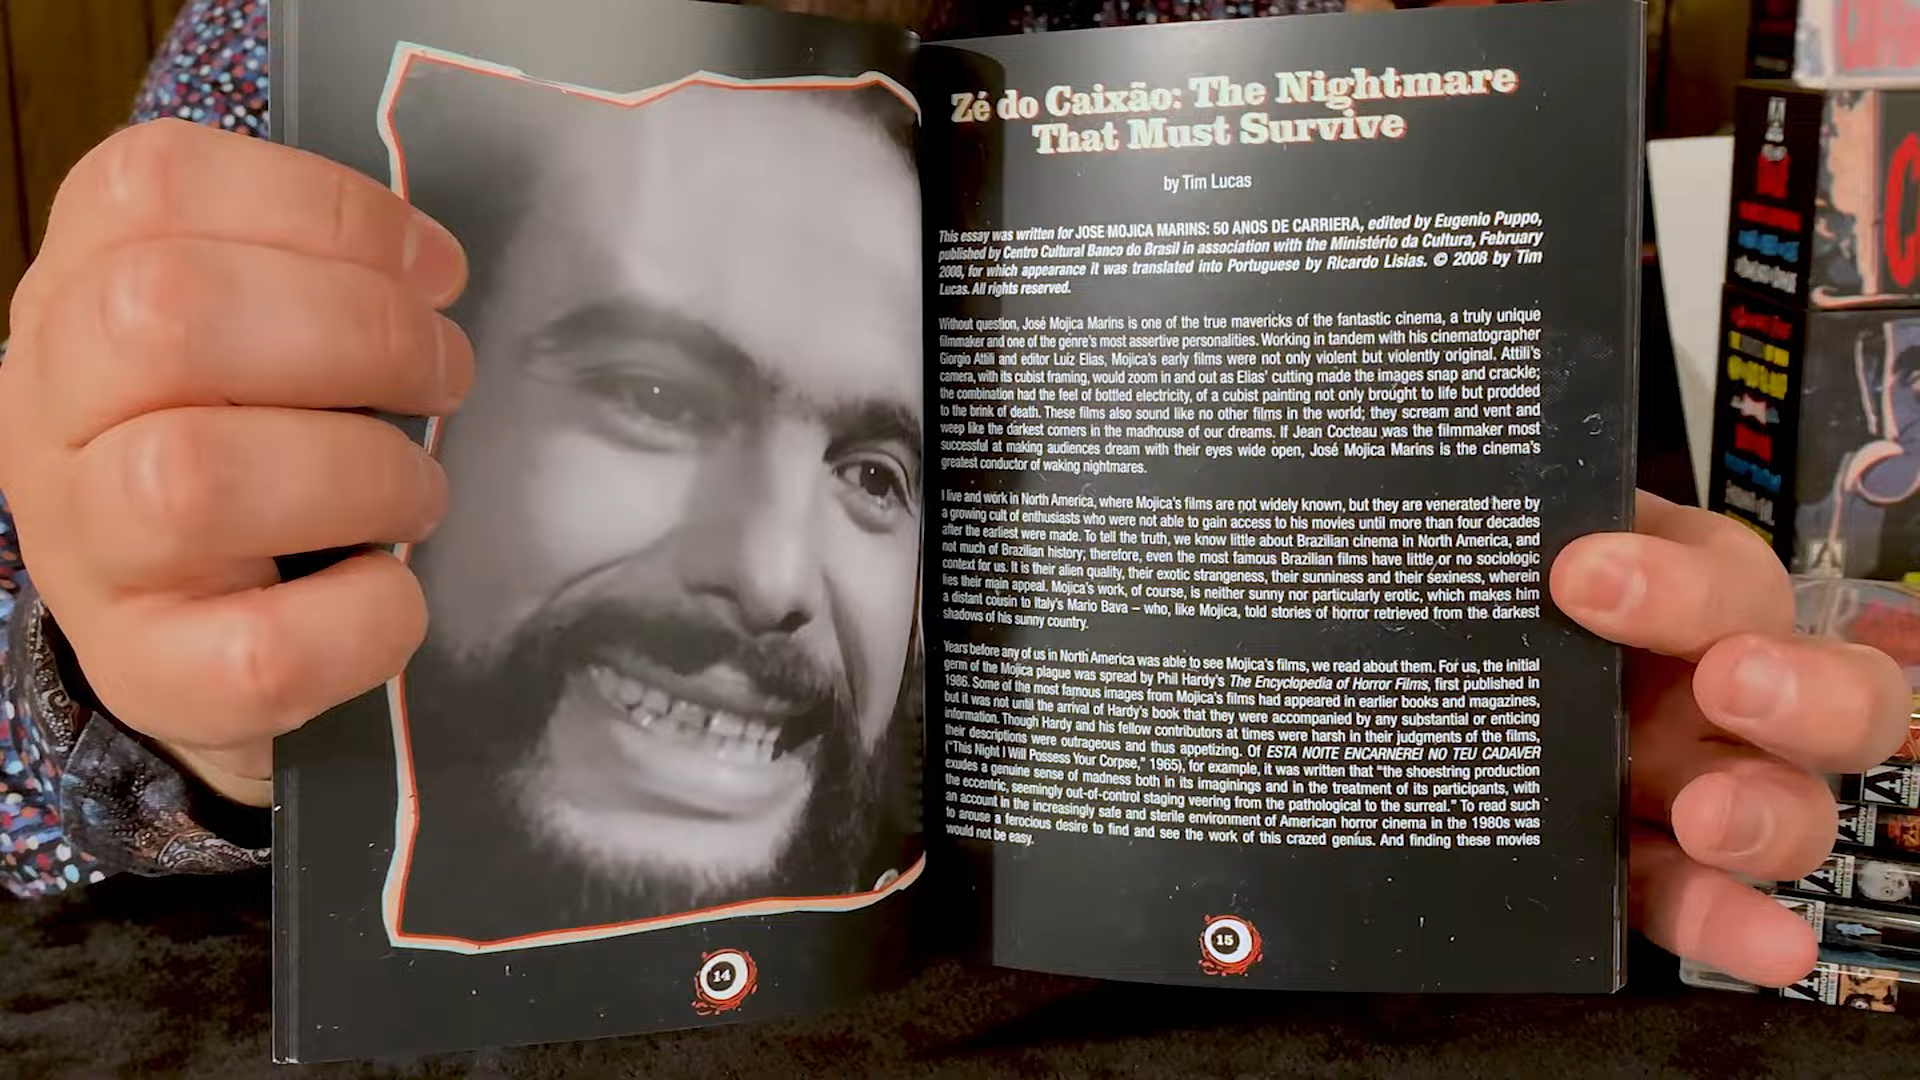 Zé do Caixão: The Nightmare
That Must Survive
by Tim Lucas
This essay was written for JOSE MOJICA MARINS: 50 ANOS DE CARRIERA, edited by Eugenio Puppo,
published by Centro Cultural Banco do Brasil in association with the Ministério da Cultura, February
2008, for which appearance it was translated into Portuguese by Ricardo Lisias. © 2008 by Tim
Lucas. All rights reserved.
Without question, José Mojica Marins is one of the true mavericks of the fantastic cinema, a truly unique
filmmaker and one of the genre's most assertive personalities. Working in tandem with his cinematographer
Giorgio Attili and editor Luiz Elias, Mojica's early films were not only violent but violently original. Attili's
camera, with its cubist framing, would zoom in and out as Elias' cutting made the images snap and crackle;
the combination had the feel of bottled electricity, of a cubist painting not only brought to life but prodded
to the brink of death. These films also sound like no other films in the world; they scream and vent and
weep like the darkest corners in the madhouse of our dreams. If Jean Cocteau was the filmmaker most
successful at making audiences dream with their eyes wide open, José Mojica Marins is the cinema's
greatest conductor of waking nightmares.
I live and work in North America, where Mojica's films are not widely known, but they are venerated here by
a growing cult of enthusiasts who were not able to gain access to his movies until more than four decades
after the earliest were made. To tell the truth, we know little about Brazilian cinema in North America, and
not much of Brazilian history; therefore, even the most famous Brazilian films have little or no sociologic
context for us. It is their alien quality, their exotic strangeness, their sunniness and their sexiness, wherein
lies their main appeal. Mojica's work, of course, is neither sunny nor particularly erotic, which makes him
a distant cousin to Italy's Mario Bava – who, like Mojica, told stories of horror retrieved from the darkest
shadows of his sunny country.
Years before any of us in North America was able to see Mojica's films, we read about them. For us, the initial
germ of the Mojica plague was spread by Phil Hardy's The Encyclopedia of Horror Films, first published in
1986. Some of the most famous images from Mojica's films had appeared in earlier books and magazines,
but it was not until the arrival of Hardy's book that they were accompanied by any substantial or enticing
information. Though Hardy and his fellow contributors at times were harsh in their judgments of the films,
their descriptions were outrageous and thus appetizing. Of ESTA NOITE ENCARNEREI NO TEU CADAVER
("This Night I Will Possess Your Corpse," 1965), for example, it was written that "the shoestring production
exudes a genuine sense of madness both in its imaginings and in the treatment of its participants, with
the eccentric, seemingly out-of-control staging veering from the pathological to the surreal." To read such
an account in the increasingly safe and sterile environment of American horror cinema in the 1980s was
to arouse a ferocious desire to find and see the work of this crazed genius. And finding these movies
would not be easy.
14
15